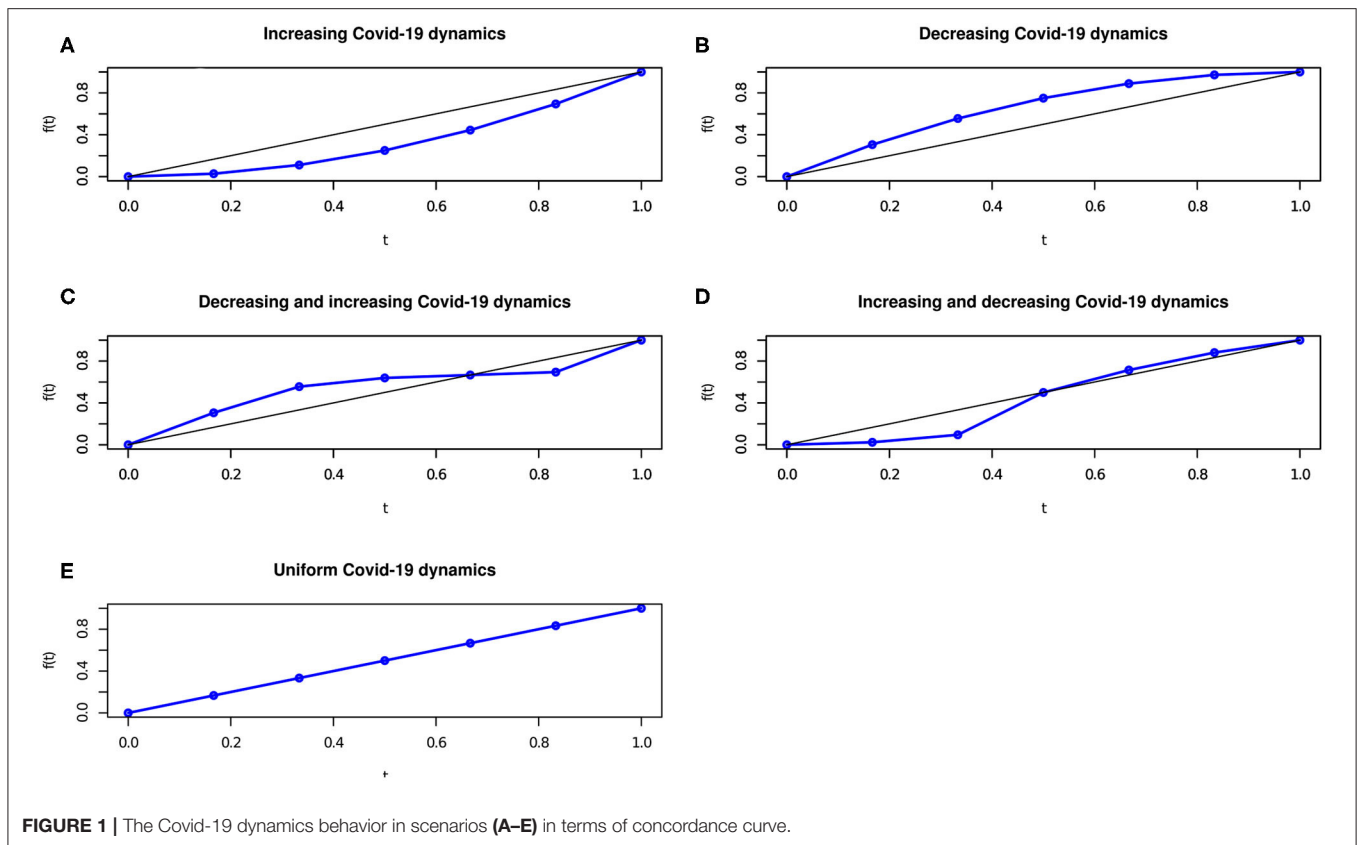 A
Increasing Covid-19 dynamics
f(t)
0.0 0.4 0.8
0.0 0.2 0.4 0.6 0.8 1.0
t
B
Decreasing Covid-19 dynamics
f(t)
0.0 0.4 0.8
0.0 0.2 0.4 0.6 0.8 1.0
t
C
Decreasing and increasing Covid-19 dynamics
f(t)
0.0 0.4 0.8
0.0 0.2 0.4 0.6 0.8 1.0
t
D
Increasing and decreasing Covid-19 dynamics
f(t)
0.0 0.4 0.8
0.0 0.2 0.4 0.6 0.8 1.0
t
E
Uniform Covid-19 dynamics
f(t)
0.0 0.4 0.8
0.0 0.2 0.4 0.6 0.8 1.0
t
FIGURE 1 | The Covid-19 dynamics behavior in scenarios (A–E) in terms of concordance curve.